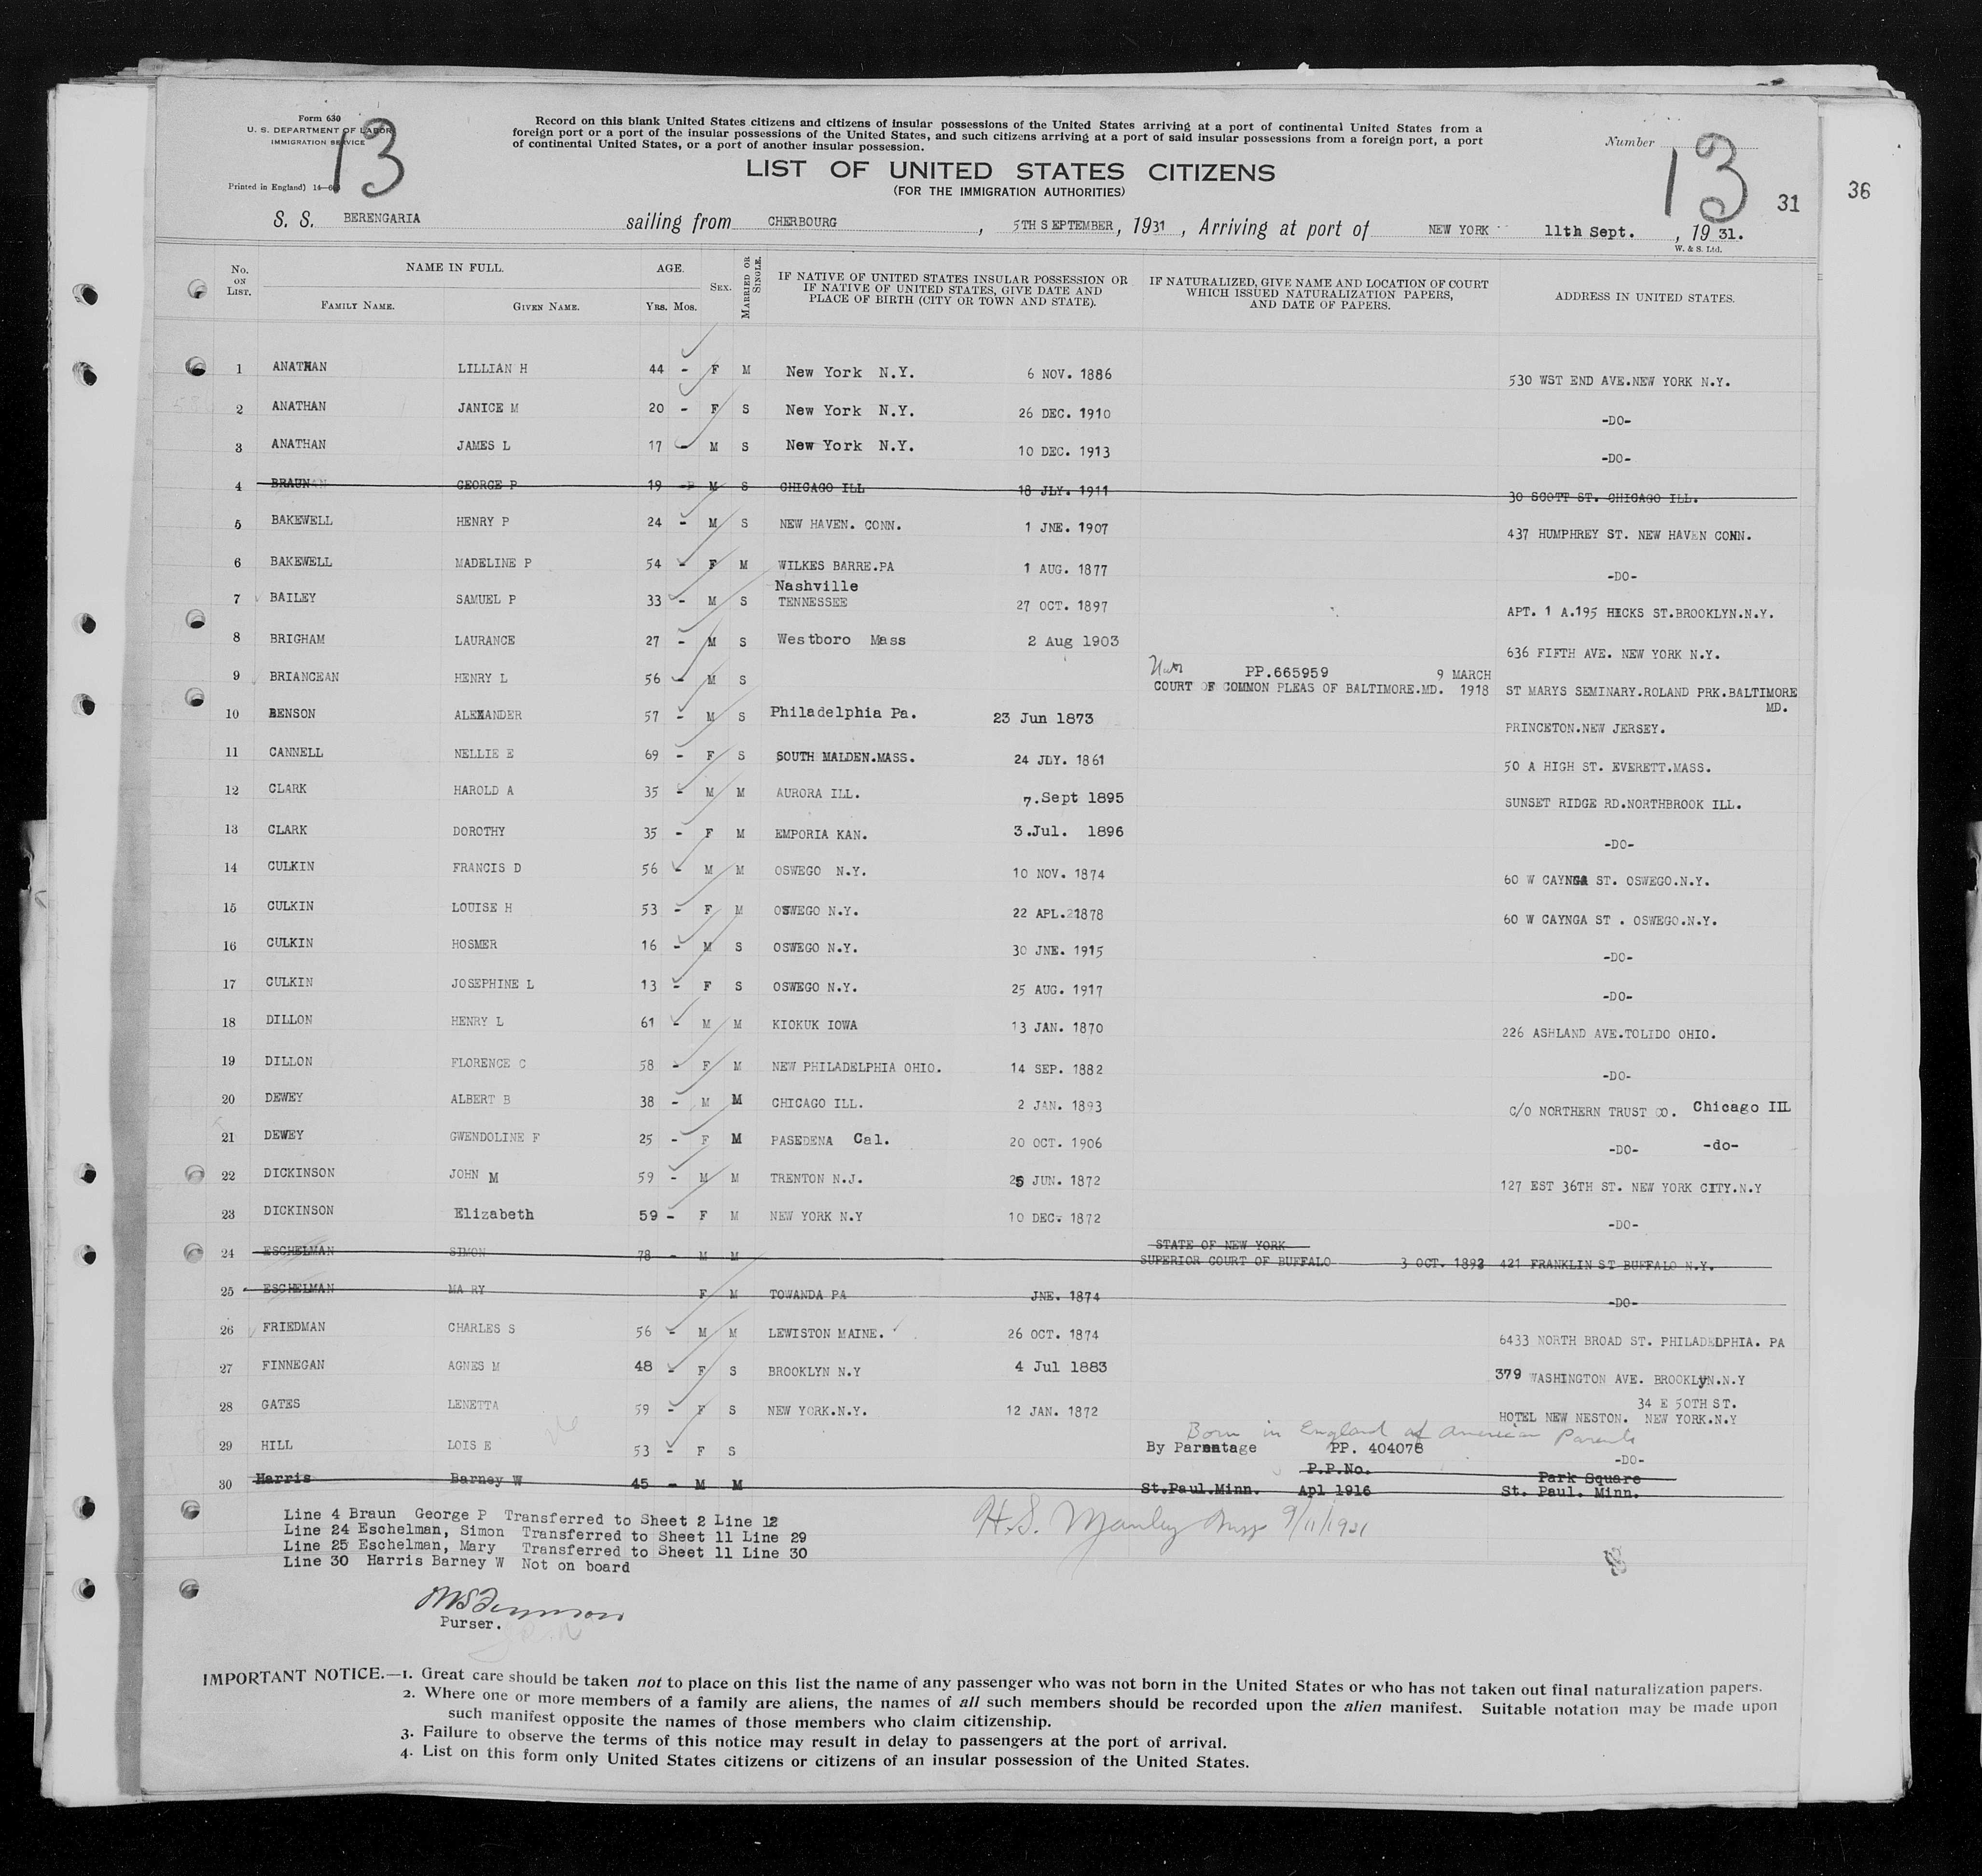 Form 630
U. S. DEPARTMENT OF LABOR
IMMIGRATION SERVICE
Printed in England) 14—6
13
Record on this blank United States citizens and citizens of insular possessions of the United States arriving at a port of continental United States from a
foreign port or a port of the insular possessions of the United States, and such citizens arriving at a port of said insular possessions from a foreign port, a port
of continental United States, or a port of another insular possession.
LIST OF UNITED STATES CITIZENS
(FOR THE IMMIGRATION AUTHORITIES)
Number 13
31
36
S. S. BERENGARIA sailing from CHERBOURG, 5TH SEPTEMBER, 1931, Arriving at port of NEW YORK 11th Sept., 19 31.
W. & S. Ltd.
No. ON LIST. NAME IN FULL. FAMILY NAME. GIVEN NAME. AGE. YRS. MOS. SEX. MARRIED OR SINGLE. IF NATIVE OF UNITED STATES INSULAR POSSESSION OR IF NATIVE OF UNITED STATES, GIVE DATE AND PLACE OF BIRTH (CITY OR TOWN AND STATE). IF NATURALIZED, GIVE NAME AND LOCATION OF COURT WHICH ISSUED NATURALIZATION PAPERS, AND DATE OF PAPERS. ADDRESS IN UNITED STATES.
1 ANATHAN LILLIAN H 44 - F M New York N.Y. 6 NOV. 1886 530 WST END AVE.NEW YORK N.Y.
2 ANATHAN JANICE M 20 - F S New York N.Y. 26 DEC. 1910 -DO-
3 ANATHAN JAMES L 17 - M S New York N.Y. 10 DEC. 1913 -DO-
4 BRAUN GEORGE P 19 - M S CHICAGO ILL 18 JLY. 1911 30 SCOTT ST. CHICAGO ILL.
5 BAKEWELL HENRY P 24 - M S NEW HAVEN. CONN. 1 JNE. 1907 437 HUMPHREY ST. NEW HAVEN CONN.
6 BAKEWELL MADELINE P 54 - F M WILKES BARRE.PA 1 AUG. 1877 -DO-
7 BAILEY SAMUEL P 33 - M S Nashville TENNESSEE 27 OCT. 1897 APT. 1 A.195 HICKS ST.BROOKLYN.N.Y.
8 BRIGHAM LAURANCE 27 - M S Westboro Mass 2 Aug 1903 636 FIFTH AVE. NEW YORK N.Y.
9 BRIANCEAN HENRY L 56 - M S PP.665959 9 MARCH COURT OF COMMON PLEAS OF BALTIMORE.MD. 1918 ST MARYS SEMINARY.ROLAND PRK.BALTIMORE MD.
10 BENSON ALEXANDER 57 - M S Philadelphia Pa. 23 Jun 1873 PRINCETON.NEW JERSEY.
11 CANNELL NELLIE E 69 - F S SOUTH MALDEN.MASS. 24 JLY. 1861 50 A HIGH ST. EVERETT.MASS.
12 CLARK HAROLD A 35 - M M AURORA ILL. 7.Sept 1895 SUNSET RIDGE RD.NORTHBROOK ILL.
13 CLARK DOROTHY 35 - F M EMPORIA KAN. 3.Jul. 1896 -DO-
14 CULKIN FRANCIS D 56 - M M OSWEGO N.Y. 10 NOV. 1874 60 W CAYNGA ST. OSWEGO.N.Y.
15 CULKIN LOUISE H 53 - F M OSWEGO N.Y. 22 APL.21878 60 W CAYNGA ST . OSWEGO.N.Y.
16 CULKIN HOSMER 16 - M S OSWEGO N.Y. 30 JNE. 1915 -DO-
17 CULKIN JOSEPHINE L 13 - F S OSWEGO N.Y. 25 AUG. 1917 -DO-
18 DILLON HENRY L 61 - M M KIOKUK IOWA 13 JAN. 1870 226 ASHLAND AVE.TOLIDO OHIO.
19 DILLON FLORENCE C 58 - F M NEW PHILADELPHIA OHIO. 14 SEP. 1882 -DO-
20 DEWEY ALBERT B 38 - M M CHICAGO ILL. 2 JAN. 1893 C/O NORTHERN TRUST CO. Chicago Ill
21 DEWEY GWENDOLINE F 25 - F M PASEDENA Cal. 20 OCT. 1906 -DO- -do-
22 DICKINSON JOHN M 59 - M M TRENTON N.J. 25 JUN. 1872 127 EST 36TH ST. NEW YORK CITY.N.Y
23 DICKINSON Elizabeth 59 - F M NEW YORK N.Y 10 DEC. 1872 -DO-
24 ESCHELMAN SIMON 78 - M M STATE OF NEW YORK SUPERIOR COURT OF BUFFALO 3 OCT. 1892 421 FRANKLIN ST BUFFALO N.Y.
25 ESCHELMAN MARY F M TOWANDA PA JNE. 1874 -DO-
26 FRIEDMAN CHARLES S 56 - M M LEWISTON MAINE. 26 OCT. 1874 6433 NORTH BROAD ST. PHILADELPHIA. PA
27 FINNEGAN AGNES M 48 - F S BROOKLYN N.Y 4 Jul 1883 379 WASHINGTON AVE. BROOKLyN.N.Y
28 GATES LENETTA 59 - F S NEW YORK.N.Y. 12 JAN. 1872 34 E 50TH ST. HOTEL NEW NESTON. NEW YORK.N.Y
Born in England of American Parents
29 HILL LOIS E 53 - F S By Parentage PP. 404078 -DO-
30 Harris Barney W 45 - M M P.P.No. St.Paul.Minn. Apl 1916 Park Square St. Paul. Minn.
Line 4 Braun George P Transferred to Sheet 2 Line 12
Line 24 Eschelman, Simon Transferred to Sheet 11 Line 29
Line 25 Eschelman, Mary Transferred to Sheet 11 Line 30
Line 30 Harris Barney W Not on board
H.S. Manley Insp 9/11/1931
Purser.
IMPORTANT NOTICE.—1. Great care should be taken not to place on this list the name of any passenger who was not born in the United States or who has not taken out final naturalization papers.
2. Where one or more members of a family are aliens, the names of all such members should be recorded upon the alien manifest. Suitable notation may be made upon
such manifest opposite the names of those members who claim citizenship.
3. Failure to observe the terms of this notice may result in delay to passengers at the port of arrival.
4. List on this form only United States citizens or citizens of an insular possession of the United States.